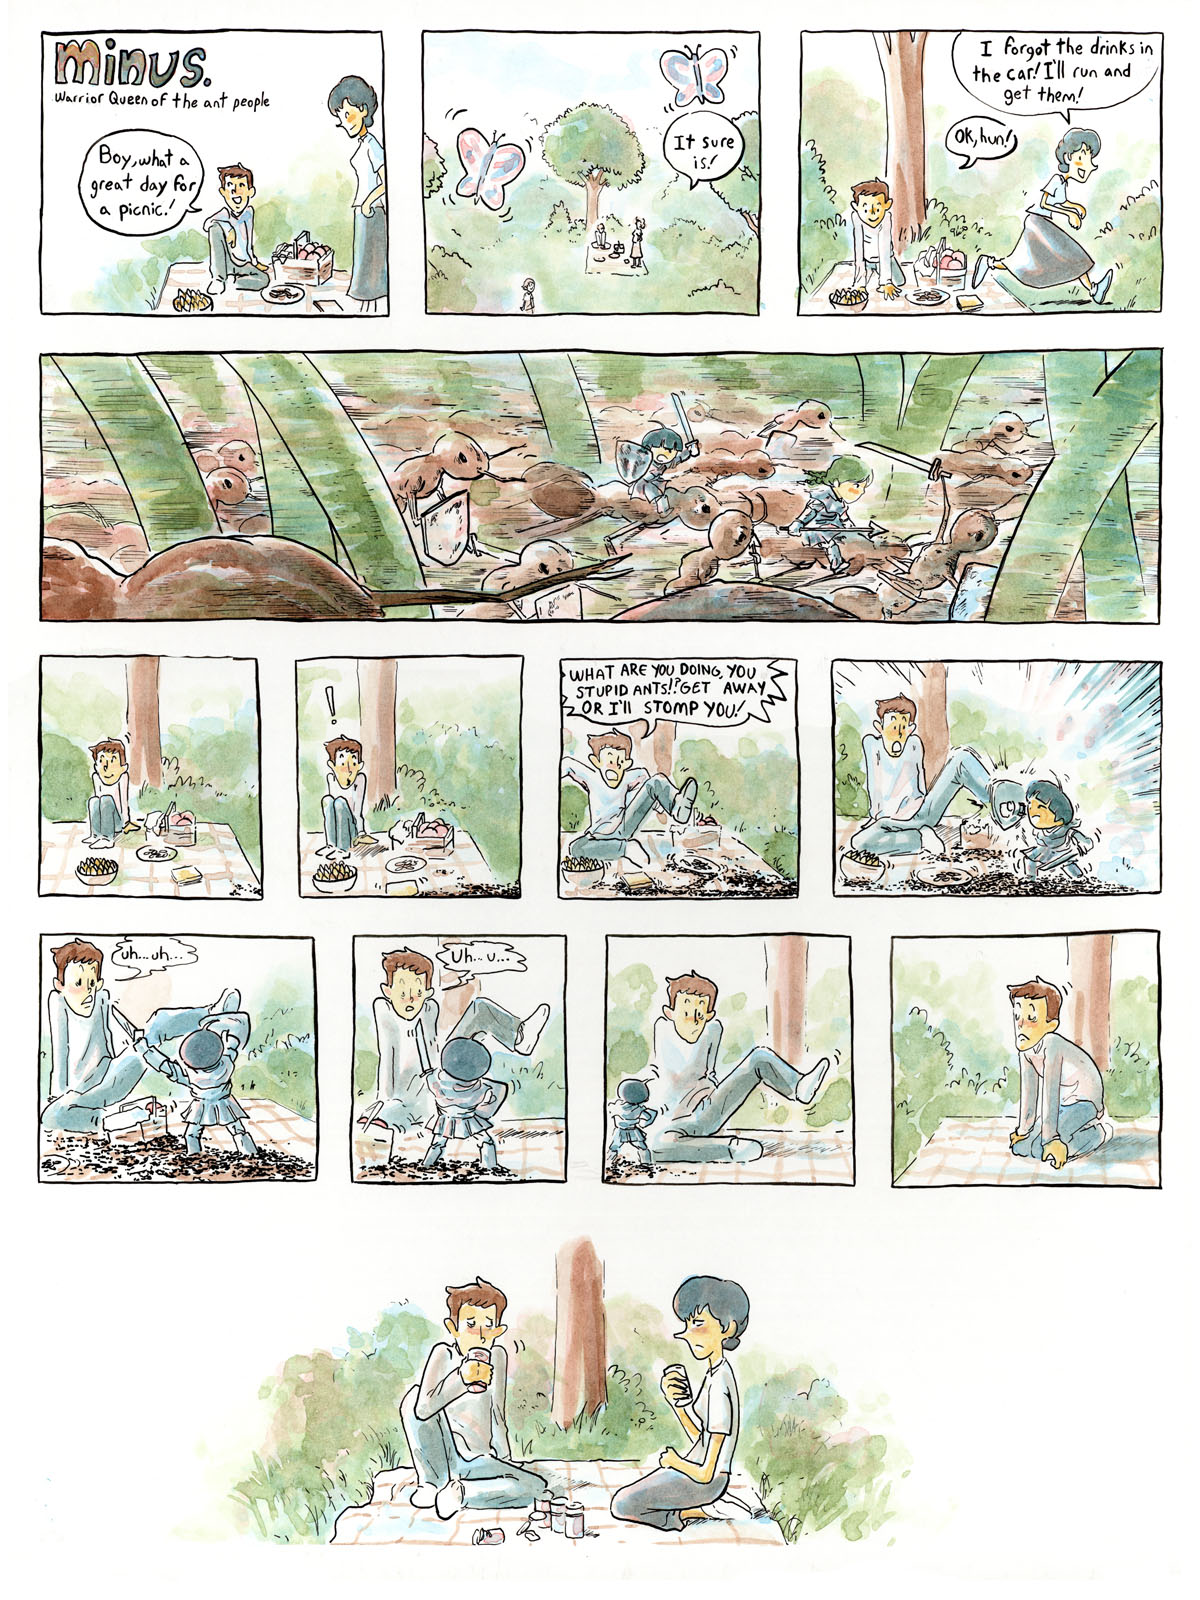 minus.
Warrior Queen of the ant people
Boy, what a
great day for
a picnic!
It sure
is!
I forgot the drinks in
the car! I'll run and
get them!
OK, hun!
!
WHAT ARE YOU DOING, YOU
STUPID ANTS!? GET AWAY
OR I'll STOMP YOU!
uh...uh...
Uh...u...